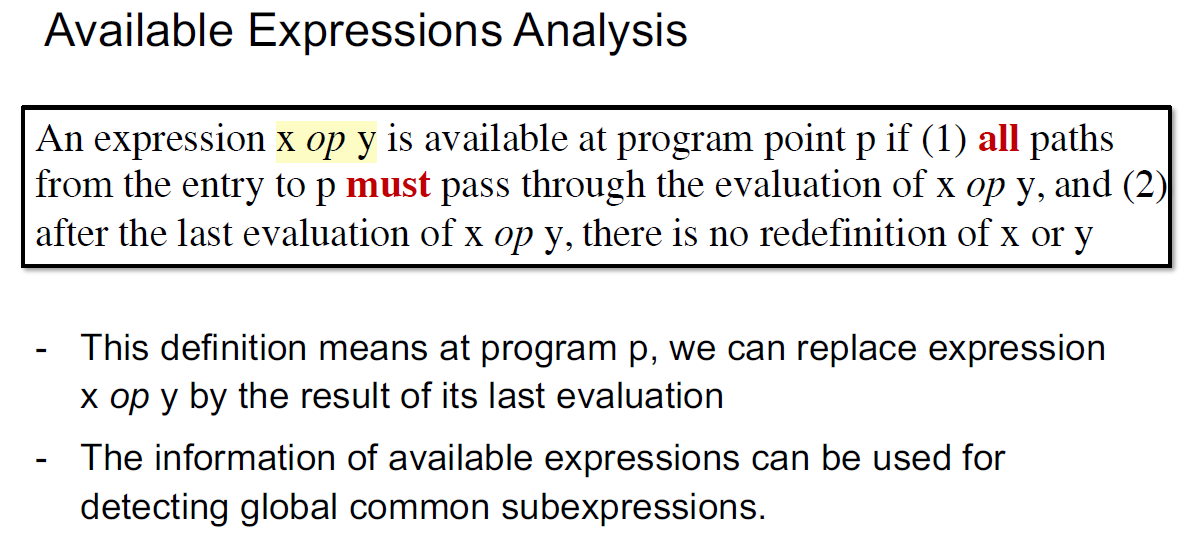 Available Expressions Analysis
An expression x op y is available at program point p if (1) all paths
from the entry to p must pass through the evaluation of x op y, and (2)
after the last evaluation of x op y, there is no redefinition of x or y
- This definition means at program p, we can replace expression
x op y by the result of its last evaluation
- The information of available expressions can be used for
detecting global common subexpressions.